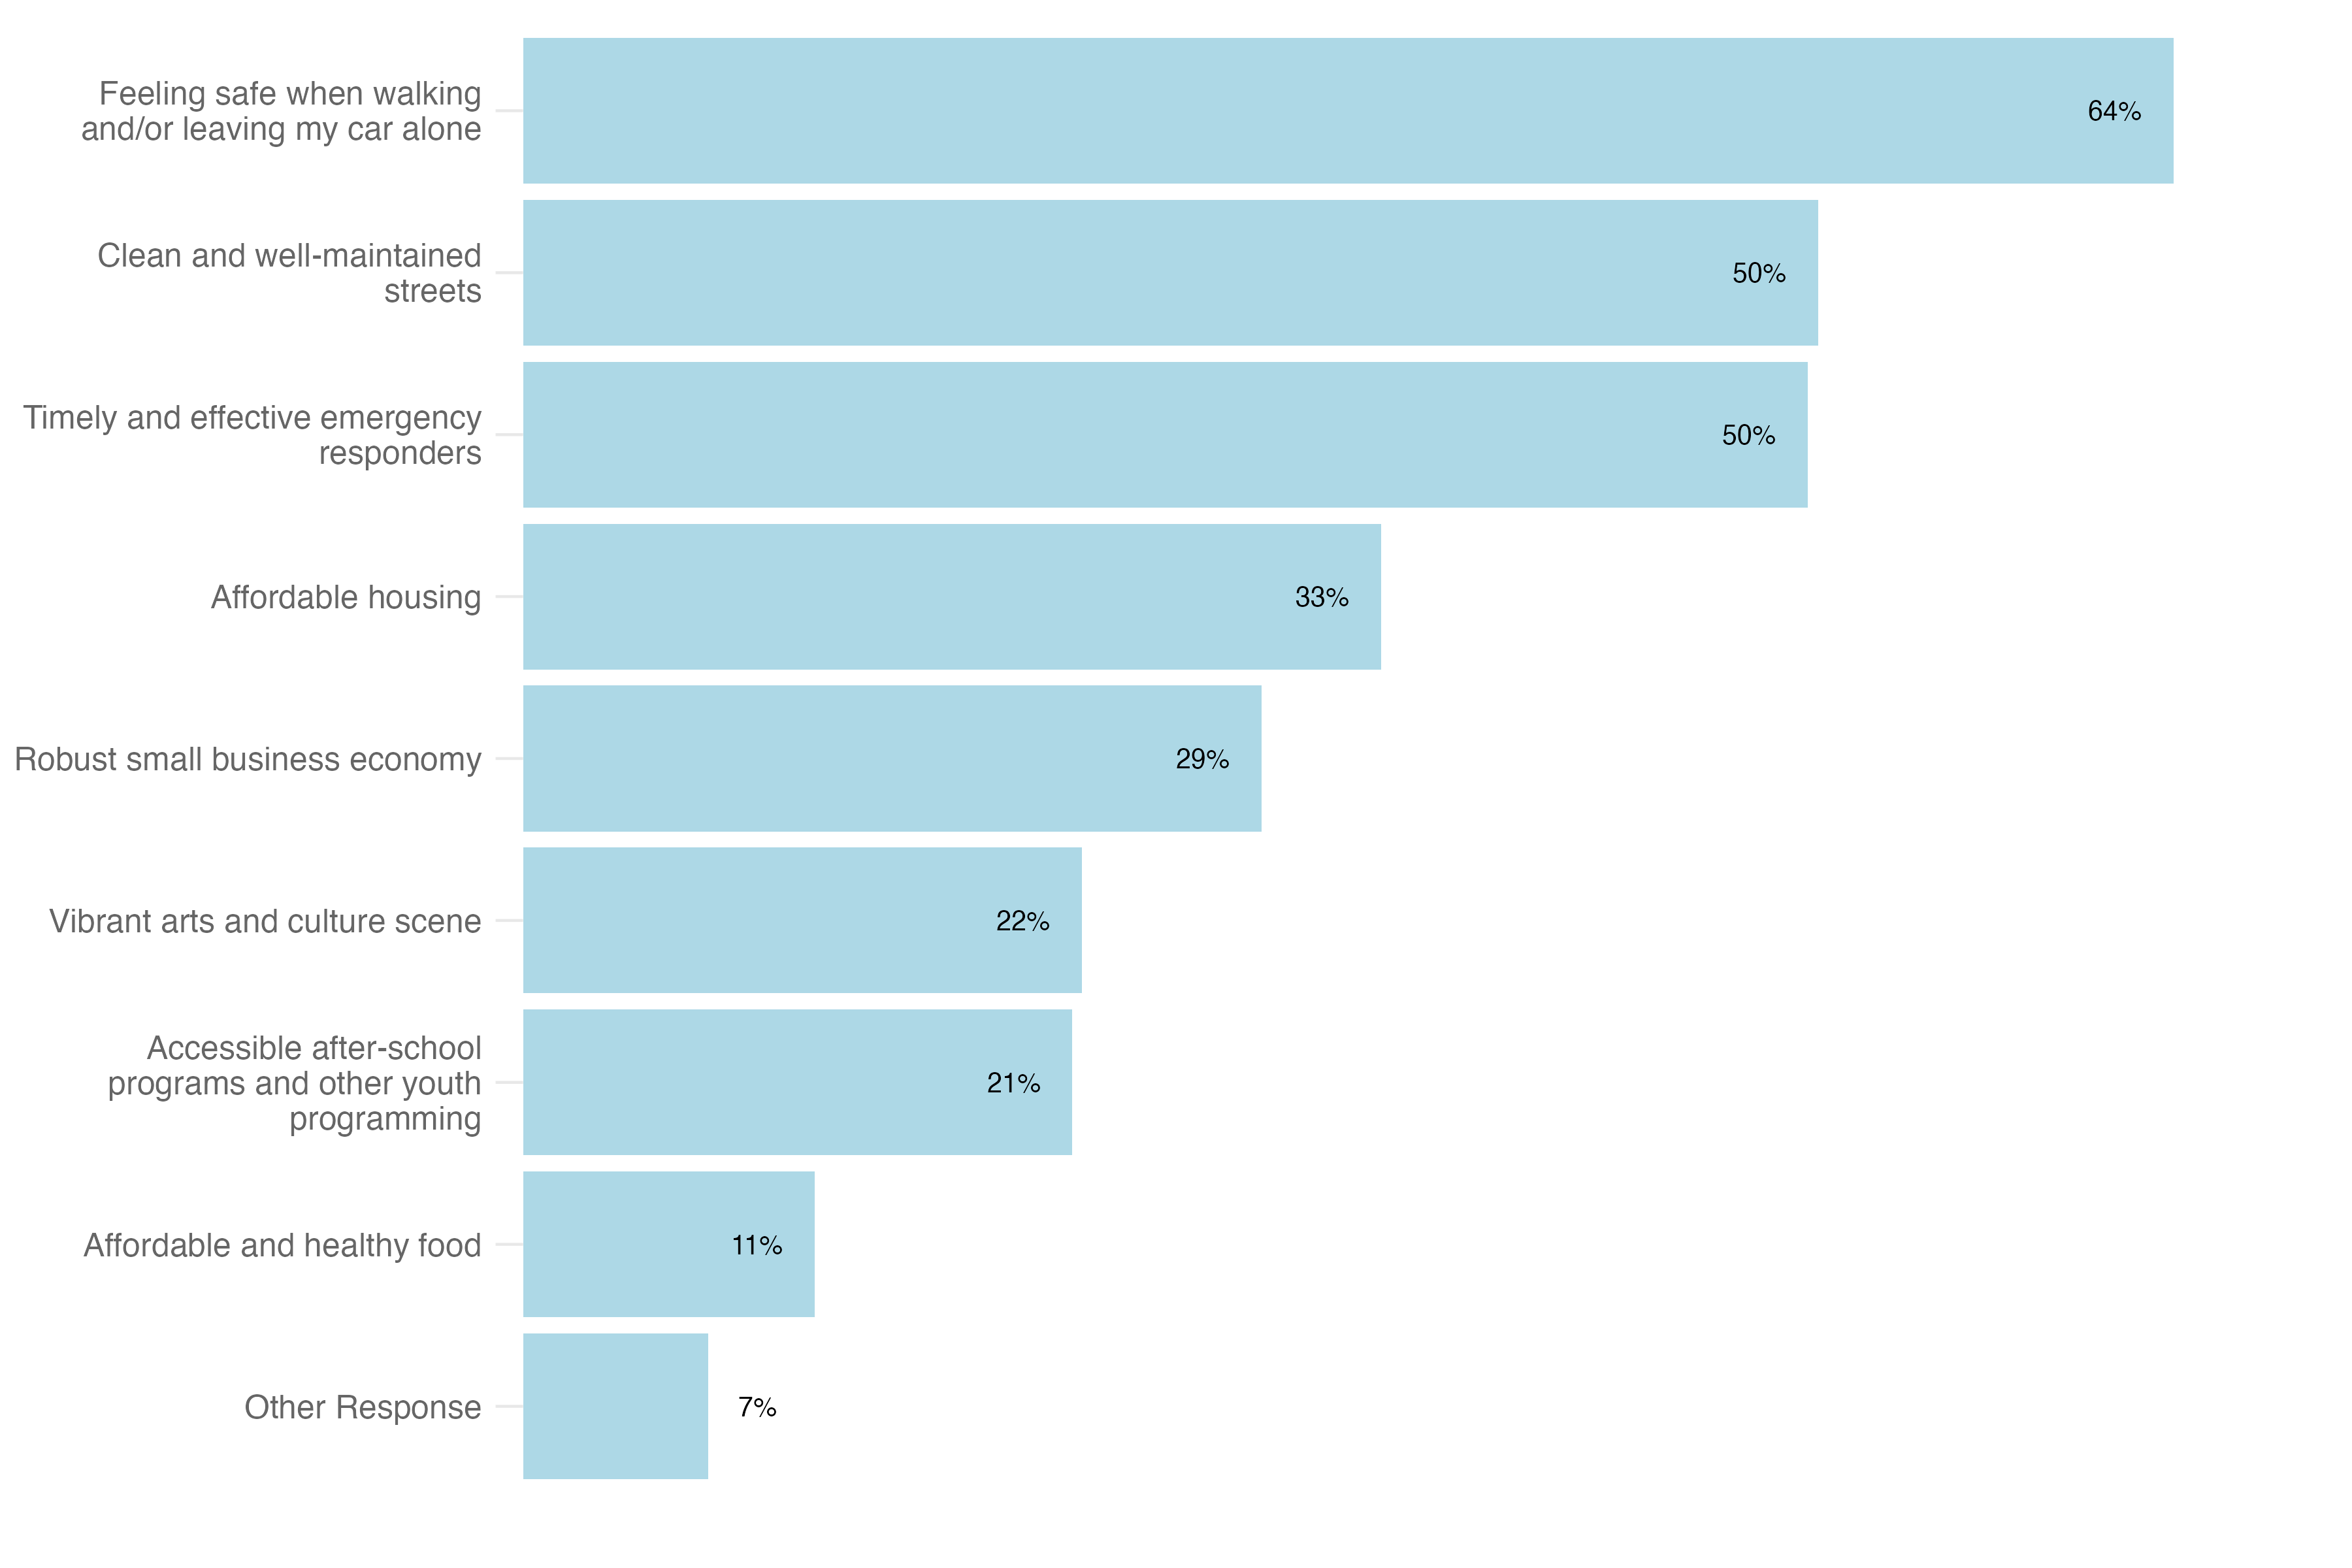 Feeling safe when walking
and/or leaving my car alone
64%
Clean and well-maintained
streets
50%
Timely and effective emergency
responders
50%
Affordable housing
33%
Robust small business economy
29%
Vibrant arts and culture scene
22%
Accessible after-school
programs and other youth
programming
21%
Affordable and healthy food
11%
Other Response
7%